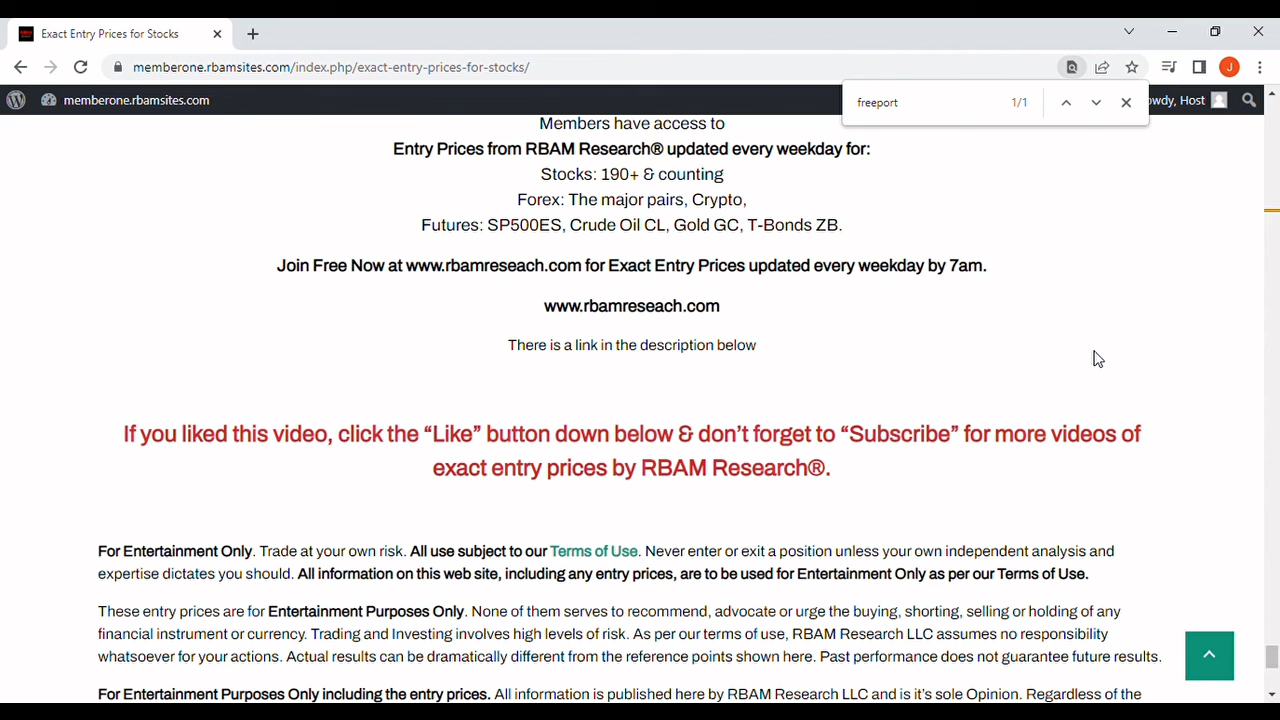 Exact Entry Prices for Stocks
memberone.rbamsites.com/index.php/exact-entry-prices-for-stocks/
J
memberone.rbamsites.com
owdy, Host
freeport
1/1
Members have access to
Entry Prices from RBAM Research® updated every weekday for:
Stocks: 190+ & counting
Forex: The major pairs, Crypto,
Futures: SP500ES, Crude Oil CL, Gold GC, T-Bonds ZB.
Join Free Now at www.rbamreseach.com for Exact Entry Prices updated every weekday by 7am.
www.rbamreseach.com
There is a link in the description below
If you liked this video, click the “Like” button down below & don’t forget to “Subscribe” for more videos of
exact entry prices by RBAM Research®.
For Entertainment Only. Trade at your own risk. All use subject to our Terms of Use. Never enter or exit a position unless your own independent analysis and
expertise dictates you should. All information on this web site, including any entry prices, are to be used for Entertainment Only as per our Terms of Use.
These entry prices are for Entertainment Purposes Only. None of them serves to recommend, advocate or urge the buying, shorting, selling or holding of any
financial instrument or currency. Trading and Investing involves high levels of risk. As per our terms of use, RBAM Research LLC assumes no responsibility
whatsoever for your actions. Actual results can be dramatically different from the reference points shown here. Past performance does not guarantee future results.
For Entertainment Purposes Only including the entry prices. All information is published here by RBAM Research LLC and is it’s sole Opinion. Regardless of the